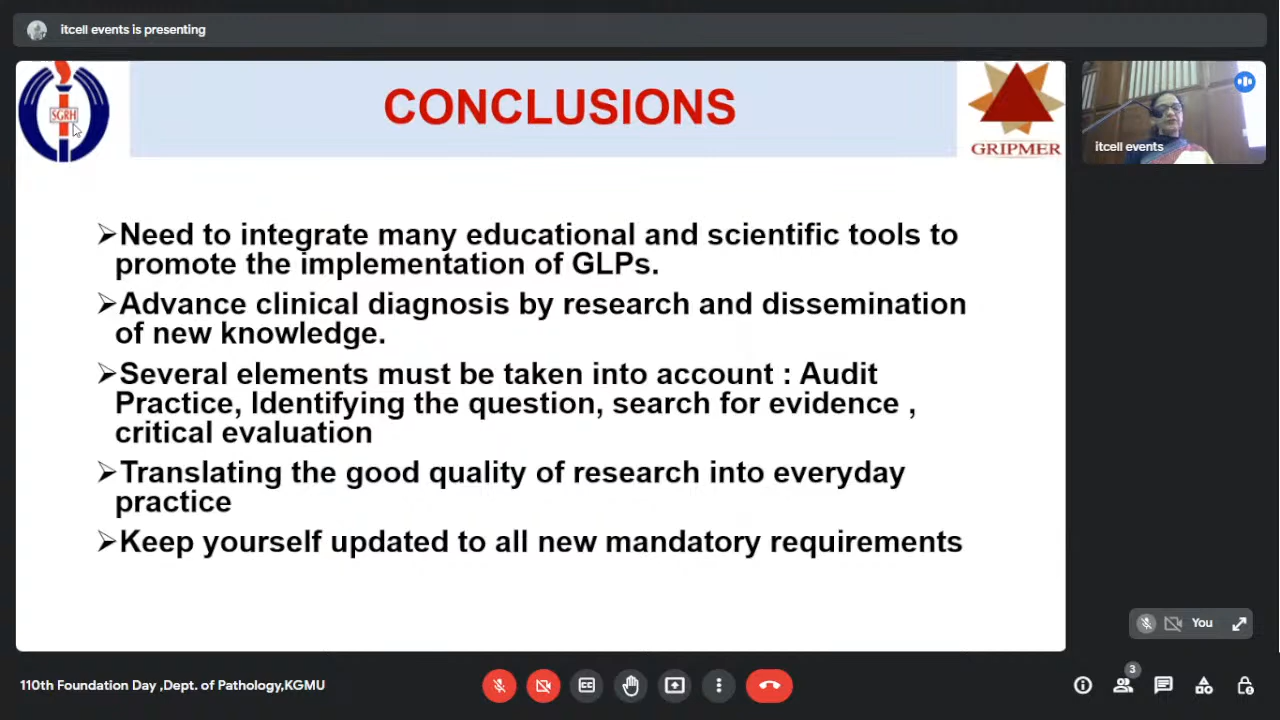 itcell events is presenting
SGRH
CONCLUSIONS
GRIPMER
itcell events
➢Need to integrate many educational and scientific tools to
promote the implementation of GLPs.
➢Advance clinical diagnosis by research and dissemination
of new knowledge.
➢Several elements must be taken into account : Audit
Practice, Identifying the question, search for evidence ,
critical evaluation
➢Translating the good quality of research into everyday
practice
➢Keep yourself updated to all new mandatory requirements
You
110th Foundation Day ,Dept. of Pathology,KGMU
CC
3